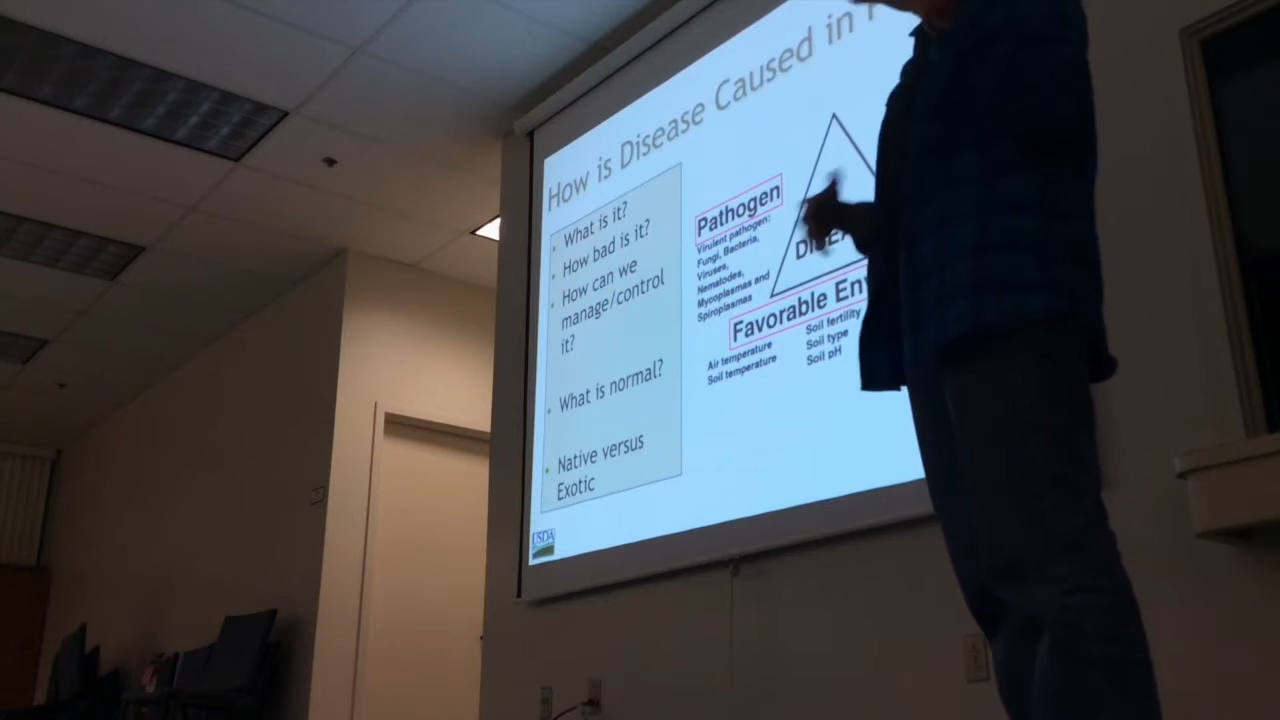 How is Disease Caused in
What is it?
How bad is it?
How can we
manage/control
it?
What is normal?
Native versus
Exotic
Pathogen
Virulent pathogen:
Fungi, Bacteria,
Viruses,
Nematodes,
Mycoplasmas and
Spiroplasmas
Favorable
Air temperature
Soil temperature
Soil fertility
Soil type
Soil pH
USDA